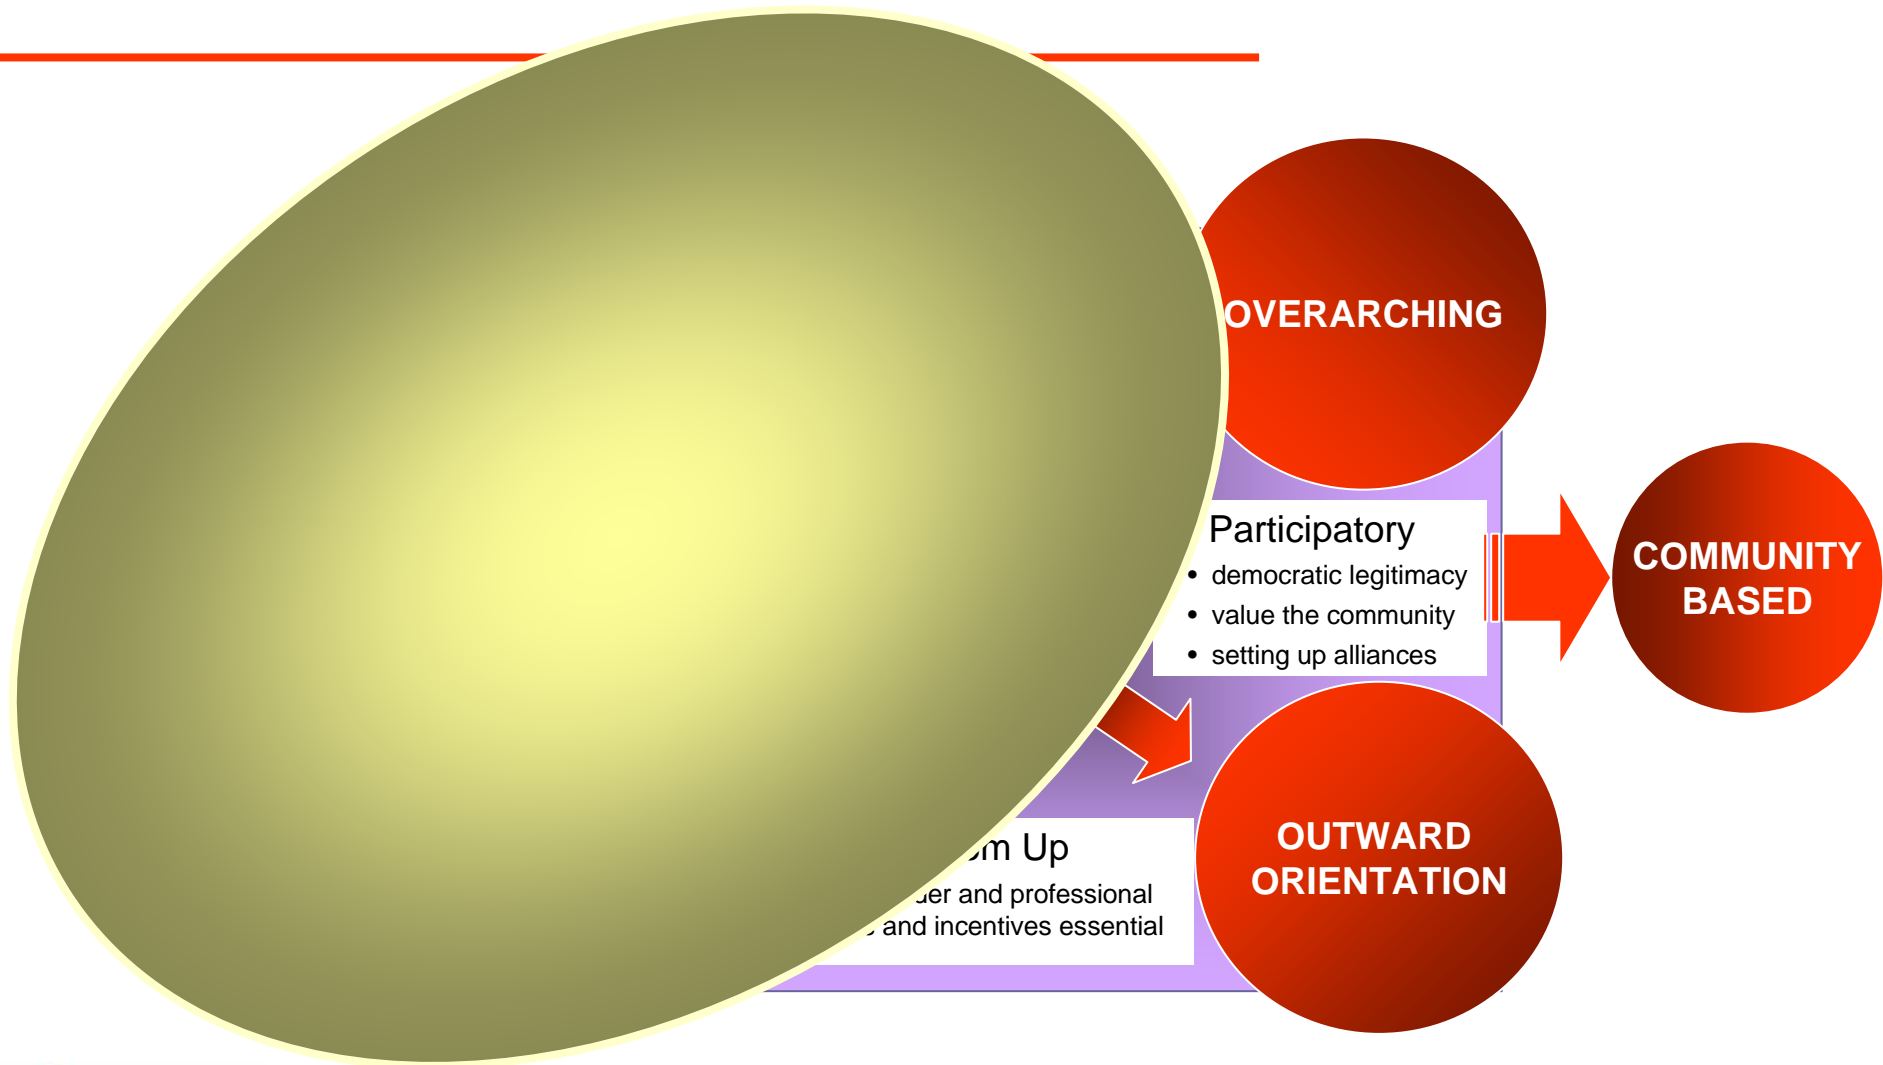 OVERARCHING
Participatory
• democratic legitimacy
• value the community
• setting up alliances
COMMUNITY
BASED
Up
and professional
and incentives essential
OUTWARD
ORIENTATION